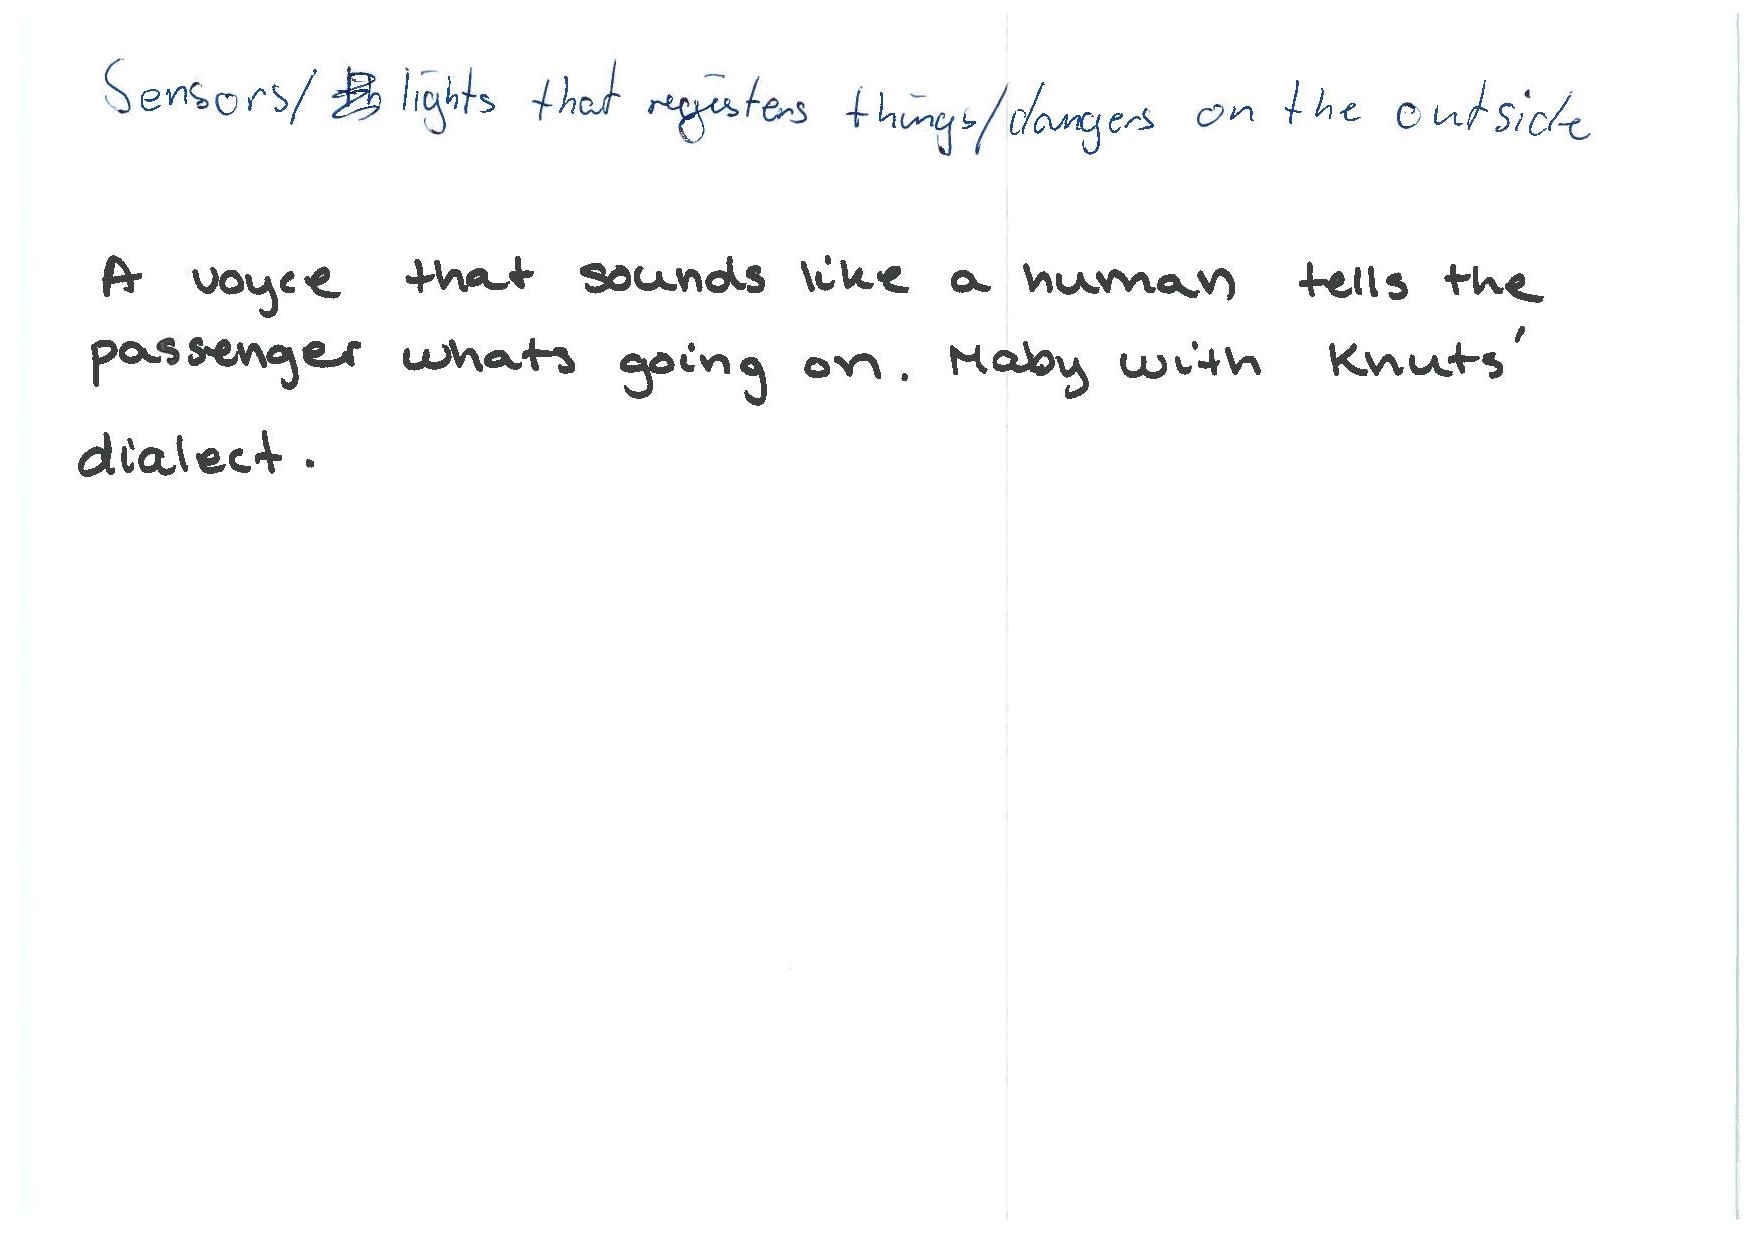 Sensors/ lights that registers things/dangers on the outside
A voyce that sounds like a human tells the
passenger whats going on. Maby with Knuts'
dialect.